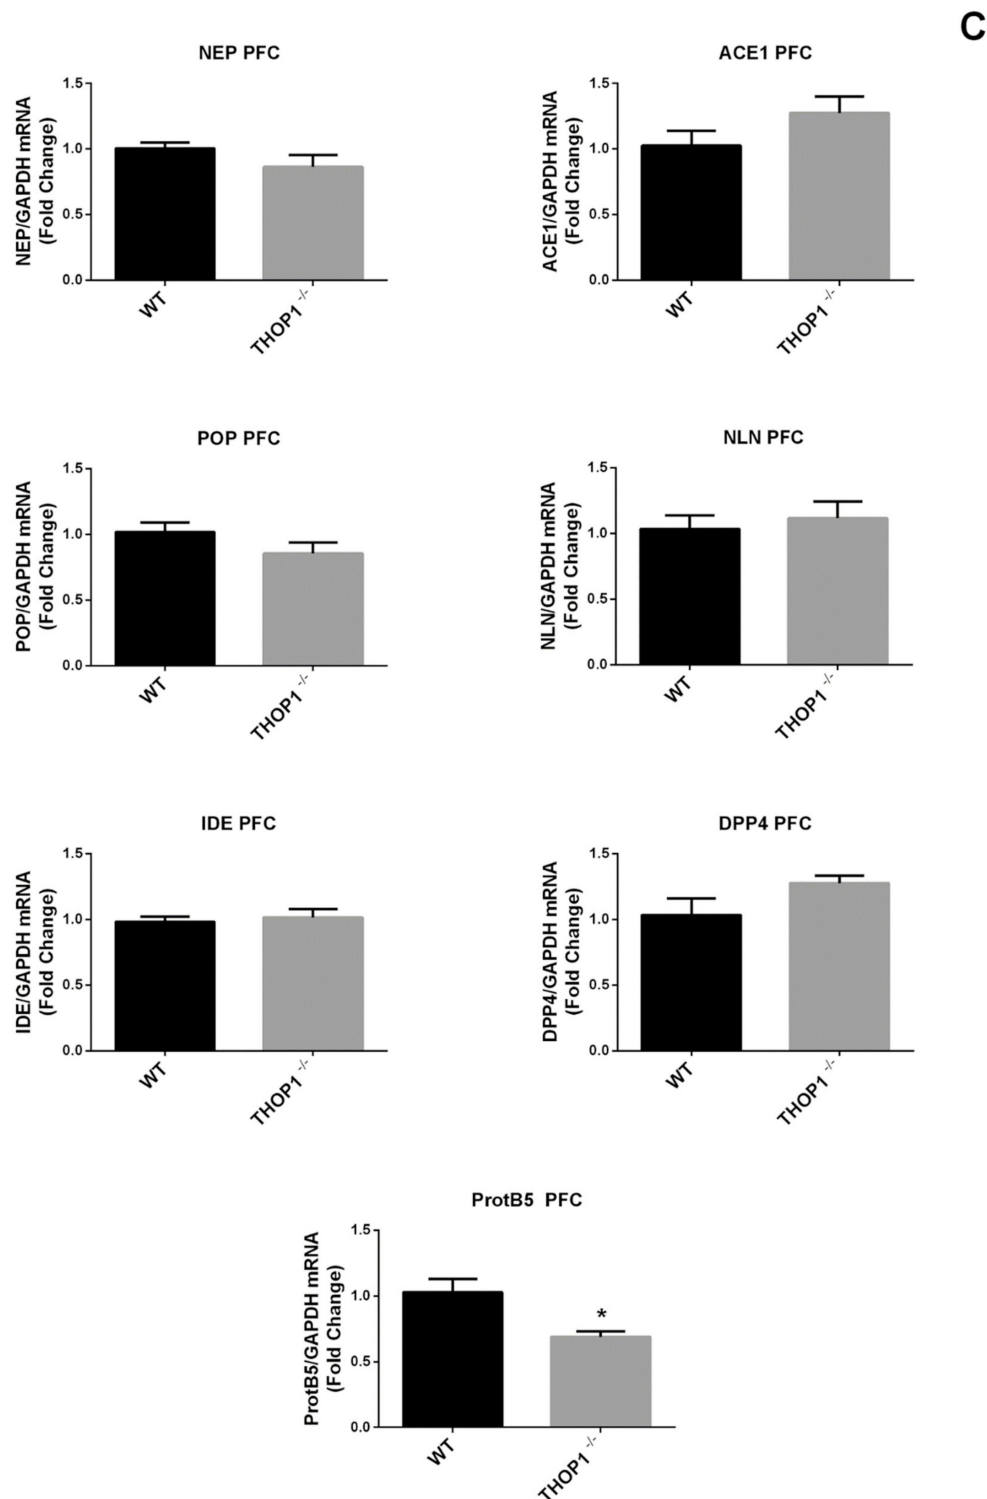 C
NEP PFC
NEP/GAPDH mRNA
(Fold Change)
1.5
1.0
0.5
0.0
WT
THOP1 -/-
ACE1 PFC
ACE1/GAPDH mRNA
(Fold Change)
1.5
1.0
0.5
0.0
WT
THOP1 -/-
POP PFC
POP/GAPDH mRNA
(Fold Change)
1.5
1.0
0.5
0.0
WT
THOP1 -/-
NLN PFC
NLN/GAPDH mRNA
(Fold Change)
1.5
1.0
0.5
0.0
WT
THOP1 -/-
IDE PFC
IDE/GAPDH mRNA
(Fold Change)
1.5
1.0
0.5
0.0
WT
THOP1 -/-
DPP4 PFC
DPP4/GAPDH mRNA
(Fold Change)
1.5
1.0
0.5
0.0
WT
THOP1 -/-
ProtB5 PFC
ProtB5/GAPDH mRNA
(Fold Change)
1.5
1.0
0.5
0.0
*
WT
THOP1 -/-